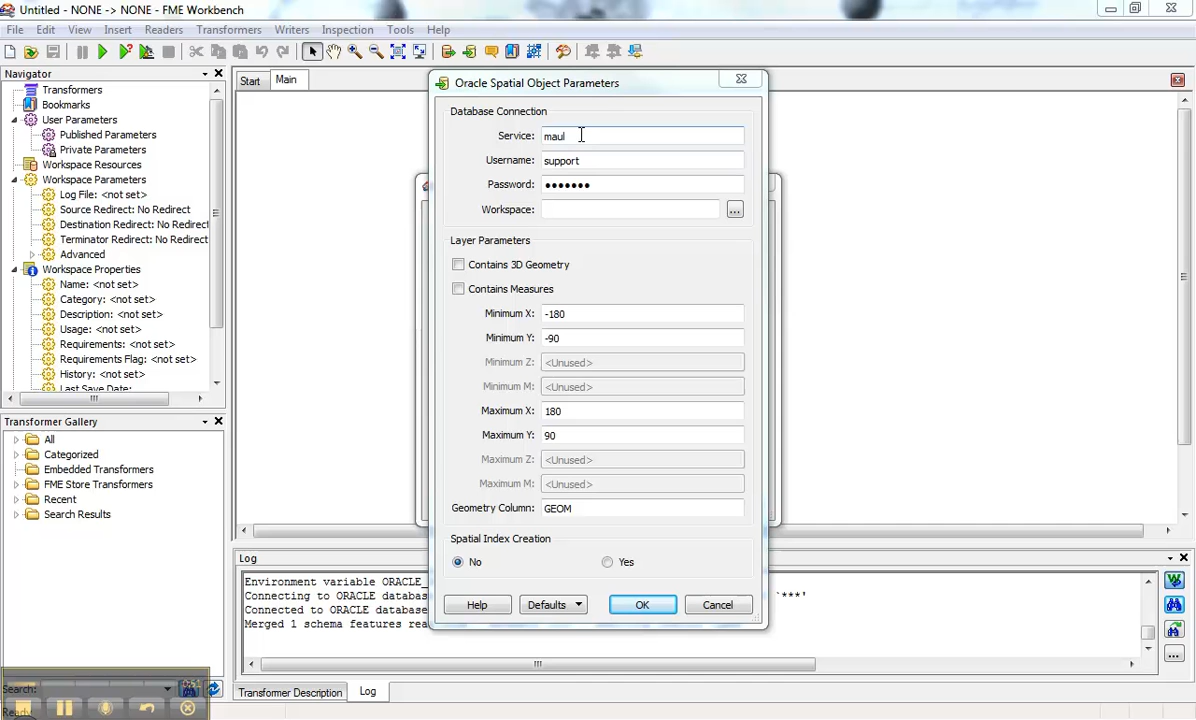 Untitled - NONE -> NONE - FME Workbench
File Edit View Insert Readers Transformers Writers Inspection Tools Help
Navigator
Transformers
Bookmarks
User Parameters
Published Parameters
Private Parameters
Workspace Resources
Workspace Parameters
Log File: <not set>
Source Redirect: No Redirect
Destination Redirect: No Redirect
Terminator Redirect: No Redirect
Advanced
Workspace Properties
Name: <not set>
Category: <not set>
Description: <not set>
Usage: <not set>
Requirements: <not set>
Requirements Flag: <not set>
History: <not set>
Last Save Date:
Transformer Gallery
All
Categorized
Embedded Transformers
FME Store Transformers
Recent
Search Results
Search:
Ready
Start Main
Oracle Spatial Object Parameters
Database Connection
Service: maul
Username: support
Password: •••••••
Workspace: ...
Layer Parameters
Contains 3D Geometry
Contains Measures
Minimum X: -180
Minimum Y: -90
Minimum Z: <Unused>
Minimum M: <Unused>
Maximum X: 180
Maximum Y: 90
Maximum Z: <Unused>
Maximum M: <Unused>
Geometry Column: GEOM
Spatial Index Creation
No Yes
Help Defaults OK Cancel
Log
Environment variable ORACLE_
Connecting to ORACLE databas `***'
Connected to ORACLE database
Merged 1 schema features rea
Transformer Description Log